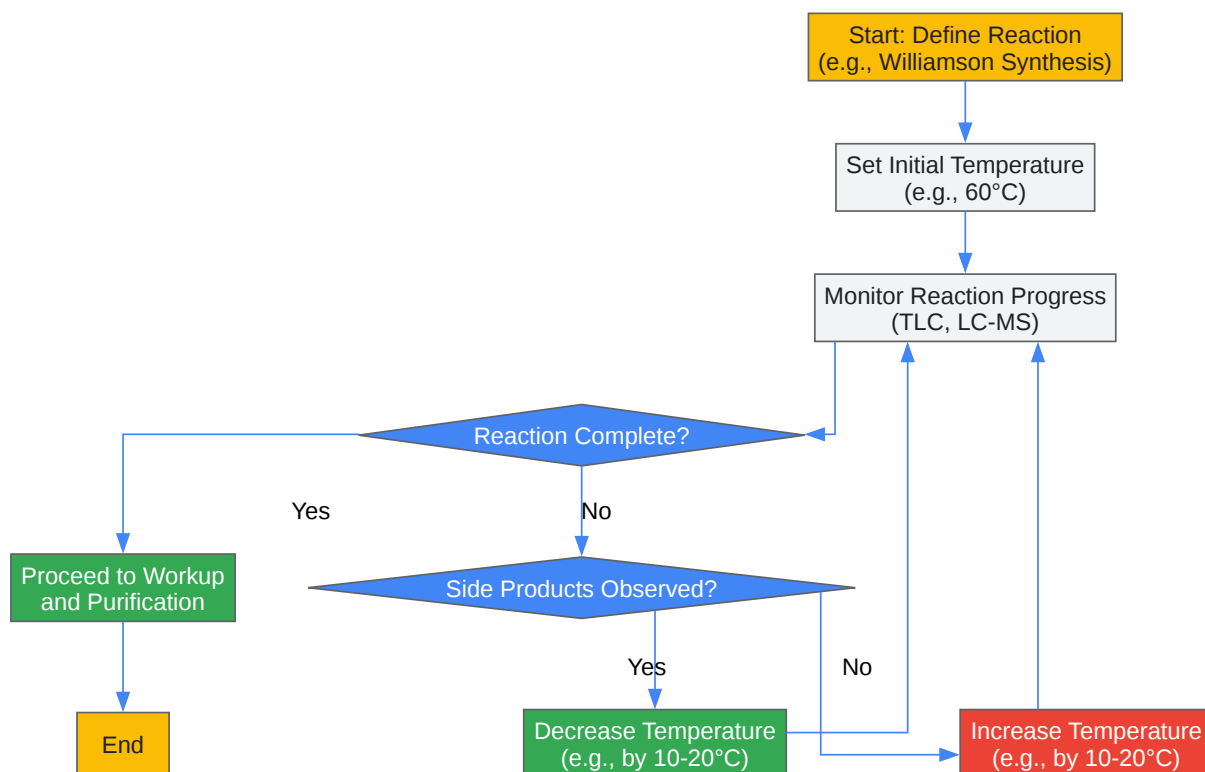 Start: Define Reaction
(e.g., Williamson Synthesis)
Set Initial Temperature
(e.g., 60°C)
Monitor Reaction Progress
(TLC, LC-MS)
Reaction Complete?
Yes
No
Proceed to Workup
and Purification
Side Products Observed?
Yes
No
End
Decrease Temperature
(e.g., by 10-20°C)
Increase Temperature
(e.g., by 10-20°C)